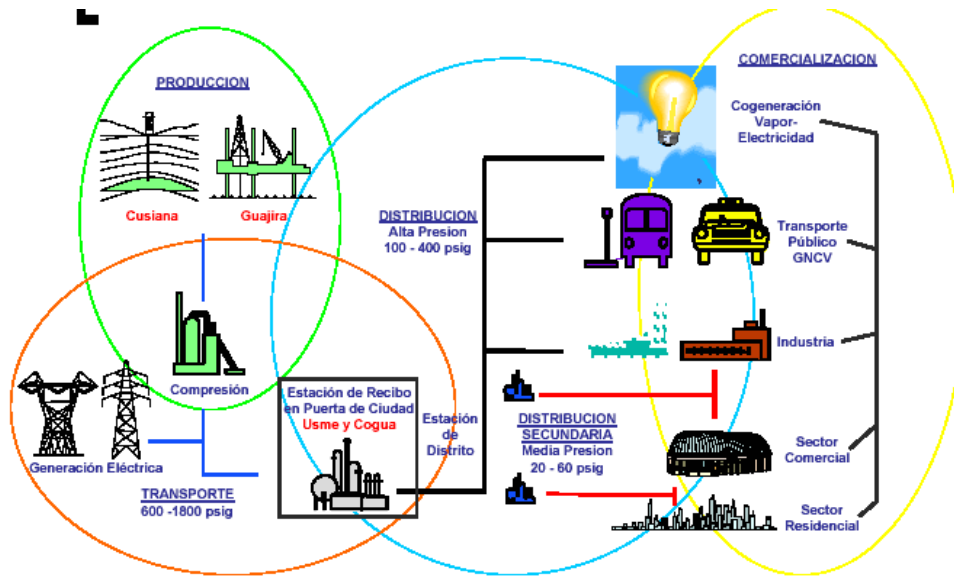 PRODUCCION
Cusiana
Guajira
Compresión
Generación Eléctrica
TRANSPORTE
600 -1800 psig
Estación de Recibo
en Puerta de Ciudad
Usme y Cogua
Estación
de
Distrito
DISTRIBUCION
Alta Presion
100 - 400 psig
DISTRIBUCION
SECUNDARIA
Media Presion
20 - 60 psig
COMERCIALIZACION
Cogeneración
Vapor-
Electricidad
Transporte
Público
GNCV
Industria
Sector
Comercial
Sector
Residencial